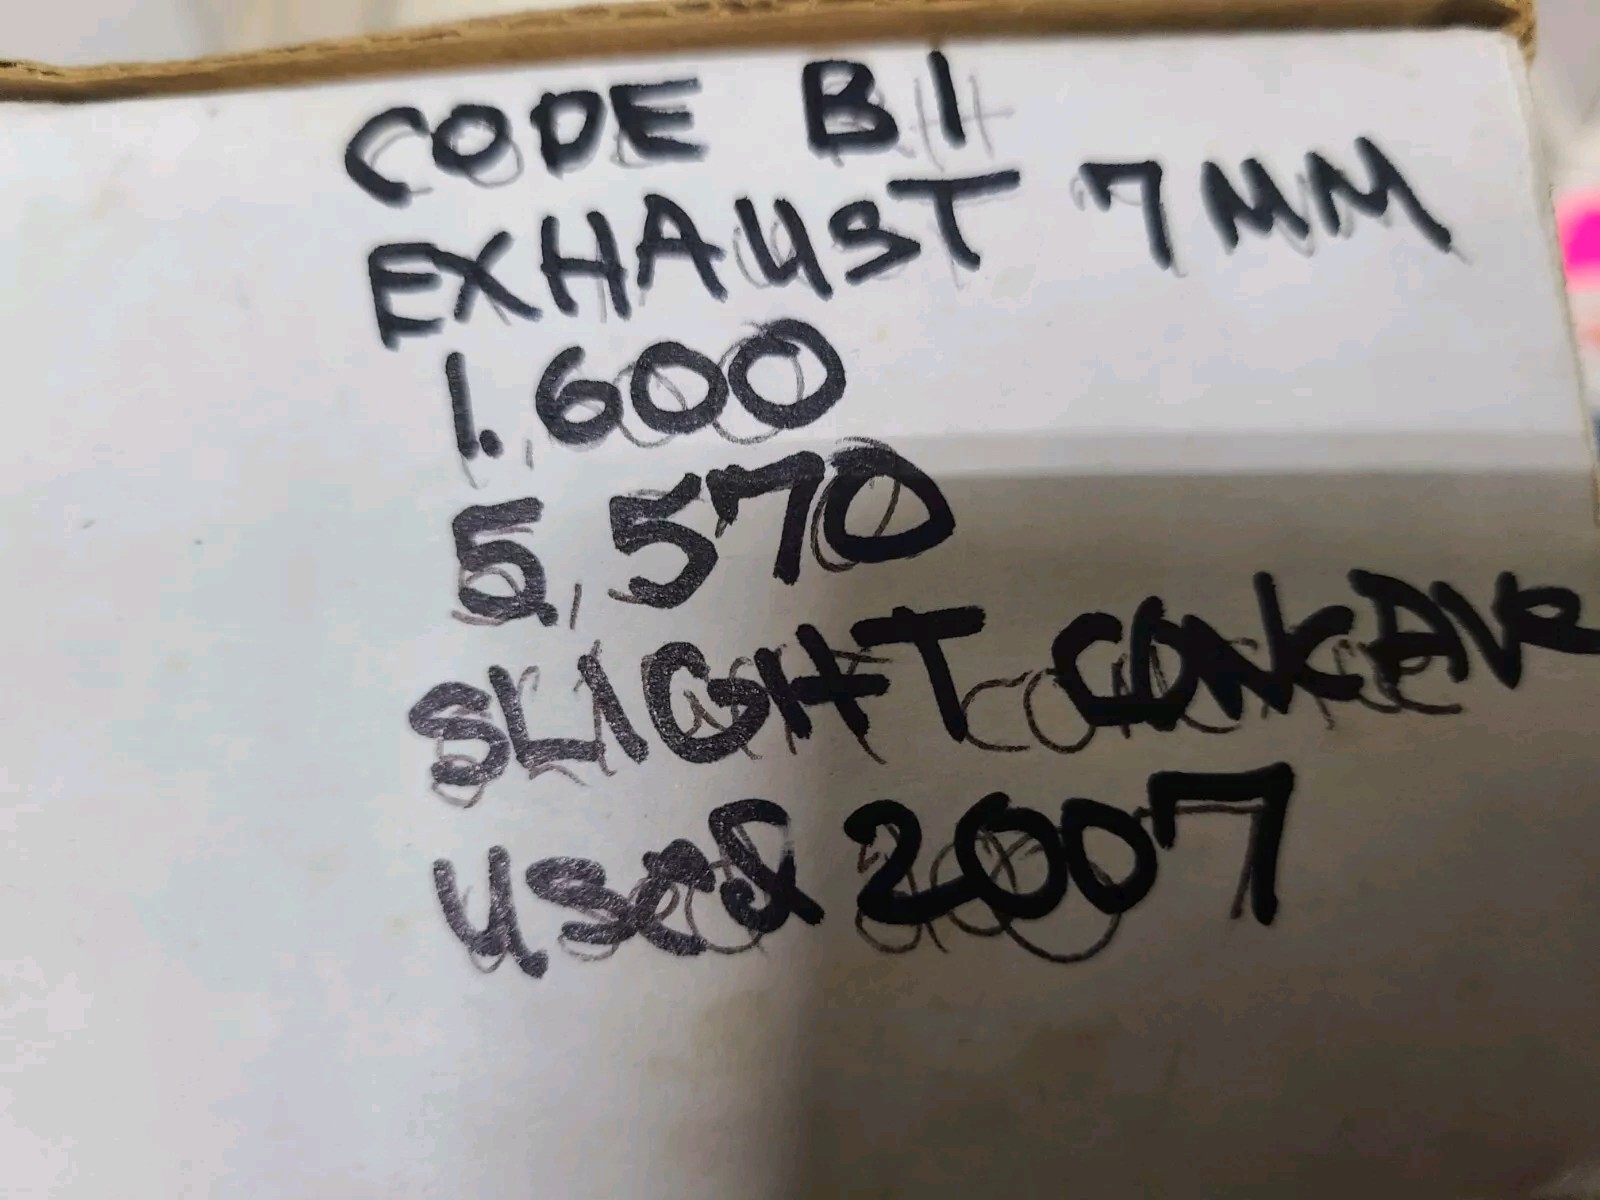 CODE B1
EXHAUST 7MM
1.600
5.570
SLIGHT CONCAVE
USED 2007